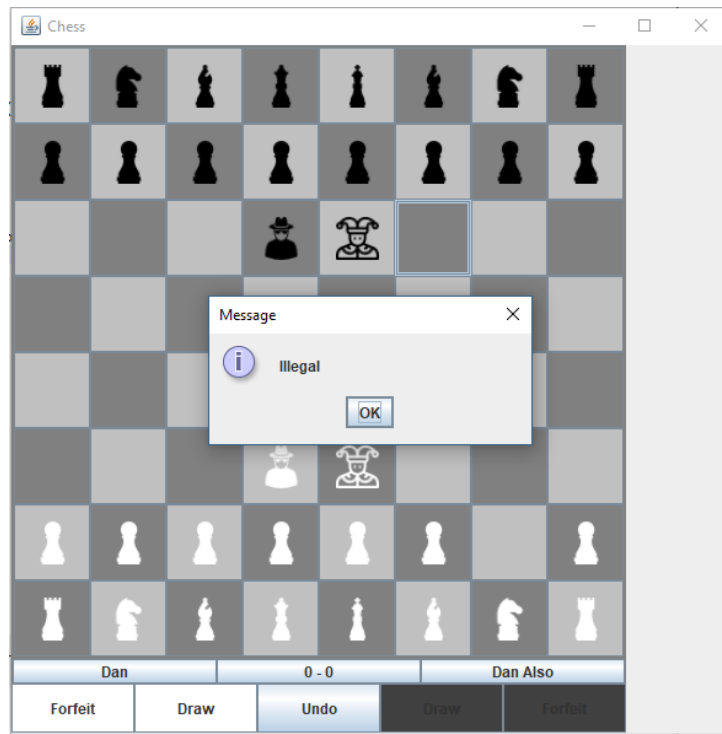 Chess
Message
Illegal
OK
Dan 0 - 0 Dan Also
Forfeit Draw Undo Draw Forfeit